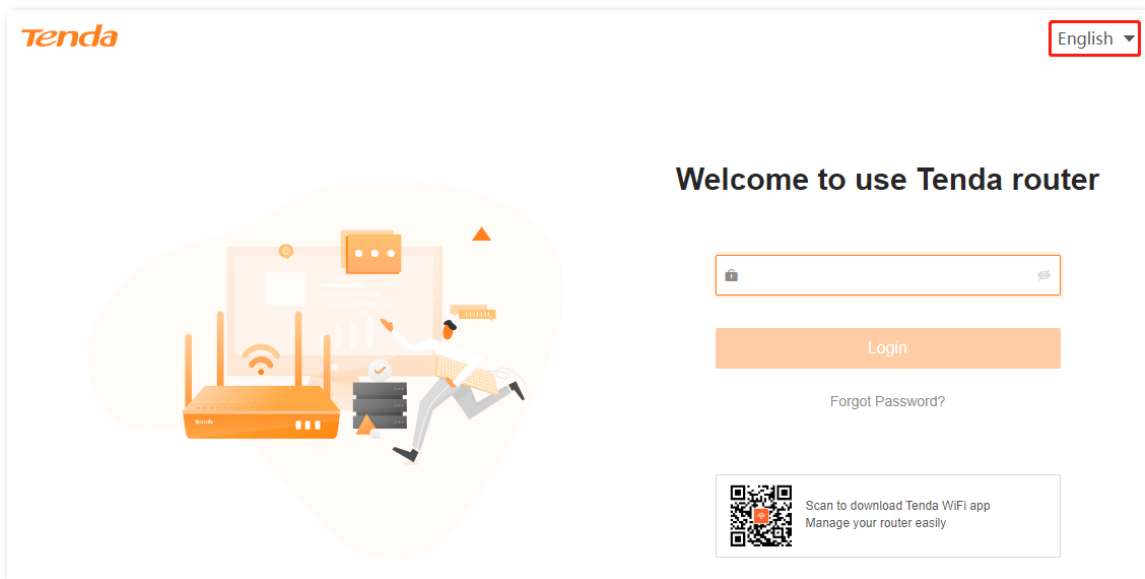 Tenda
English
Welcome to use Tenda router
Login
Forgot Password?
Scan to download Tenda WiFi app
Manage your router easily